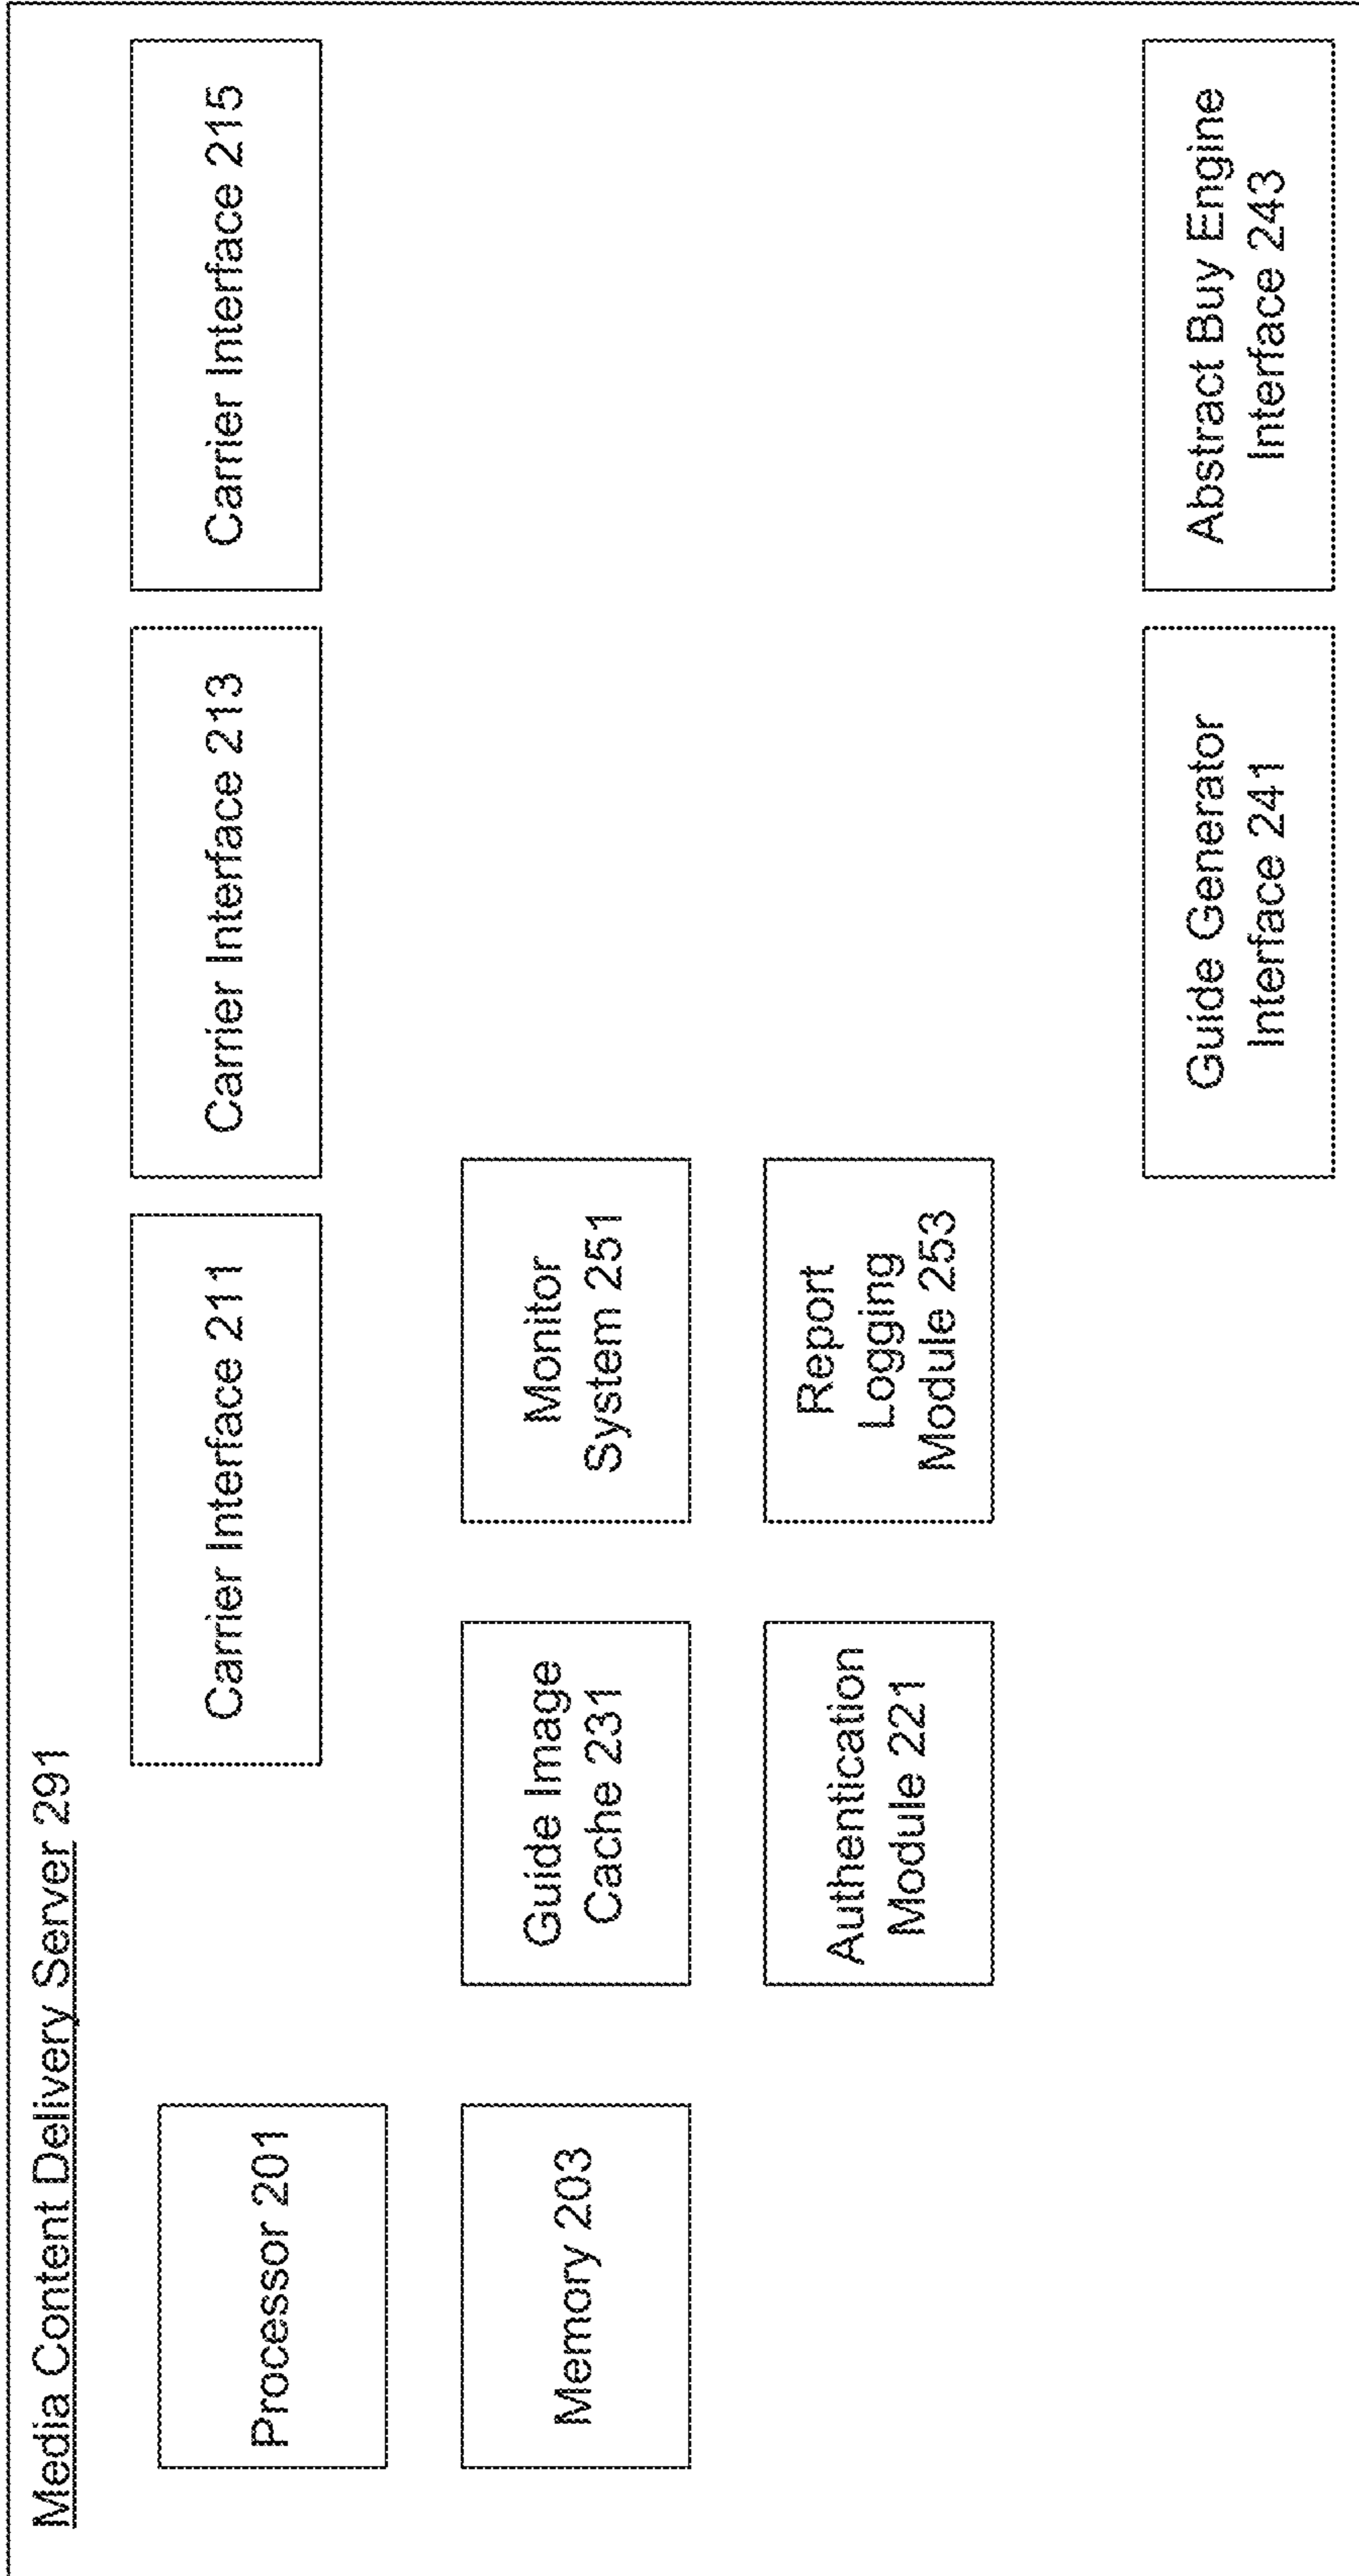 Media Content Delivery Server 291
Processor 201
Carrier Interface 211
Carrier Interface 213
Carrier Interface 215
Memory 203
Guide Image
Cache 231
Monitor
System 251
Authentication
Module 221
Report
Logging
Module 253
Guide Generator
Interface 241
Abstract Buy Engine
Interface 243